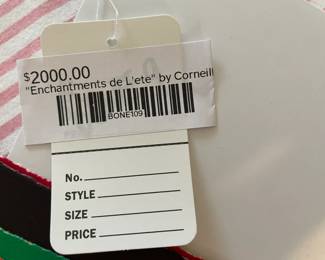 $2000.00
"Enchantments de L'ete" by Corneill
BONE109
No.
STYLE
SIZE
PRICE